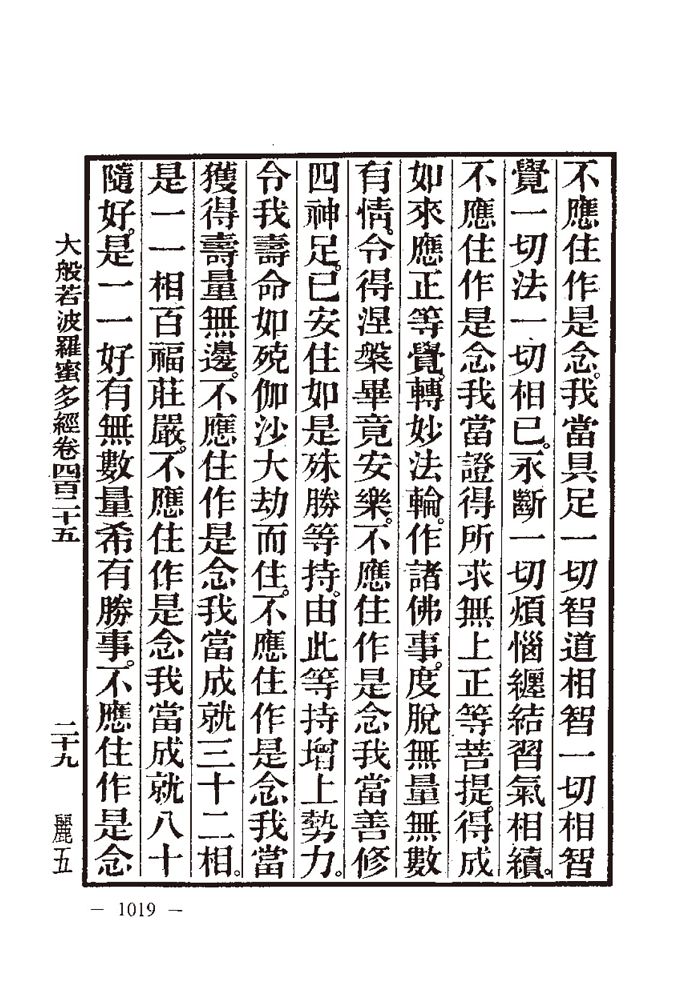 不應住作是念。我當具足一切智道相智一切相智
覺一切法一切相已。永斷一切煩惱纏結習氣相續。
不應住作是念我當證得所求無上正等菩提。得成
如來應正等覺。轉妙法輪。作諸佛事。度脫無量無數
有情。令得涅槃畢竟安樂。不應住作是念我當善修
四神足。已安住如是殊勝等持。由此等持增上勢力。
令我壽命如殑伽沙大劫而住。不應住作是念我當
獲得壽量無邊。不應住作是念我當成就三十二相。
是一一相百福莊嚴。不應住作是念我當成就八十
隨好。是一一好有無數量希有勝事。不應住作是念
大般若波羅蜜多經卷四百二十五 二十九 麗五
— 1019 —